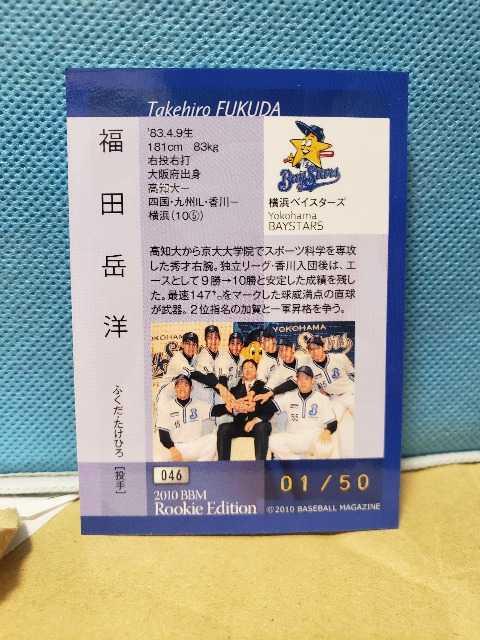 Takehiro FUKUDA
福田岳洋
ふくだ・たけひろ [投手]
'83.4.9生
181cm 83kg
右投右打
大阪府出身
高知大ー
四国・九州IL・香川ー
横浜(10⑤)
BayStars
横浜ベイスターズ
Yokohama
BAYSTARS
高知大から京大大学院でスポーツ科学を専攻
した秀才右腕。独立リーグ・香川入団後は、エ
ースとして9勝→10勝と安定した成績を残し
た。最速147㌔をマークした球威満点の直球
が武器。2位指名の加賀と一軍昇格を争う。
YOKOHAMA
YOKOHAMA
046
2010 BBM
Rookie Edition
01/50
©2010 BASEBALL MAGAZINE